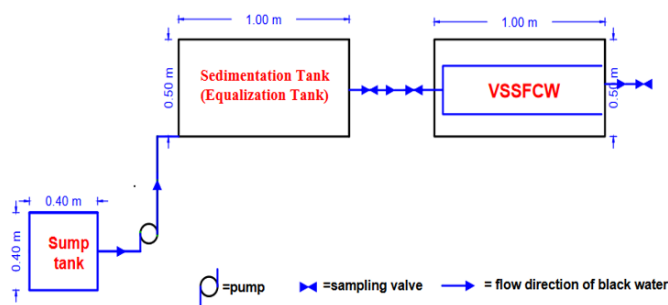 1.00 m
1.00 m
0.50 m
Sedimentation Tank
(Equalization Tank)
VSSFCW
0.50 m
0.40 m
0.40 m
Sump
tank
=pump
=sampling valve
= flow direction of black water